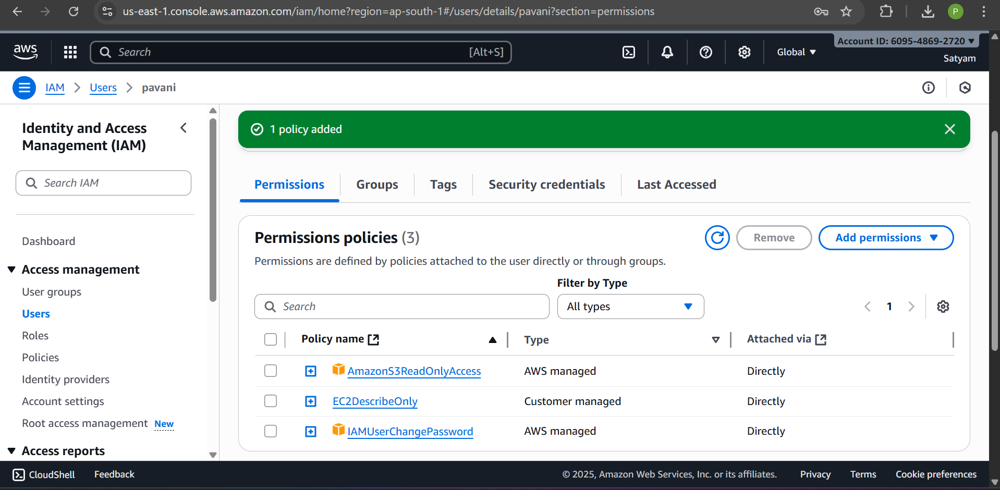 us-east-1.console.aws.amazon.com/iam/home?region=ap-south-1#/users/details/pavani?section=permissions
P
aws
Search
[Alt+S]
Global
Account ID: 6095-4869-2720
Satyam
IAM
Users
pavani
Identity and Access
Management (IAM)
Search IAM
Dashboard
Access management
User groups
Users
Roles
Policies
Identity providers
Account settings
Root access management New
Access reports
1 policy added
Permissions
Groups
Tags
Security credentials
Last Accessed
Permissions policies (3)
Remove
Add permissions
Permissions are defined by policies attached to the user directly or through groups.
Filter by Type
Search
All types
1
Policy name
Type
Attached via
AmazonS3ReadOnlyAccess
AWS managed
Directly
EC2DescribeOnly
Customer managed
Directly
IAMUserChangePassword
AWS managed
Directly
CloudShell
Feedback
© 2025, Amazon Web Services, Inc. or its affiliates.
Privacy
Terms
Cookie preferences